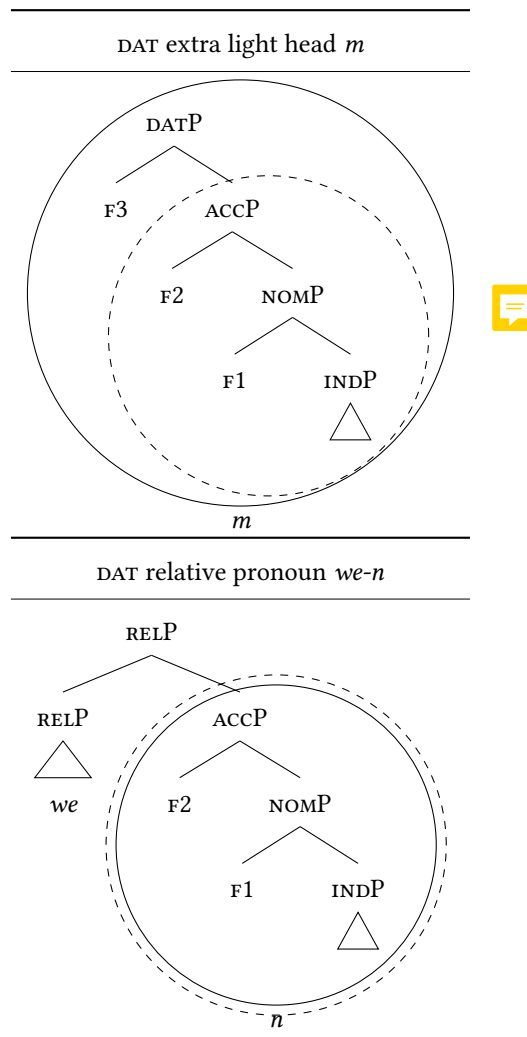 DAT extra light head m
DATP
F3 ACCP
F2 NOMP
F1 INDP
m
DAT relative pronoun we-n
RELP
RELP ACCP
we F2 NOMP
F1 INDP
n